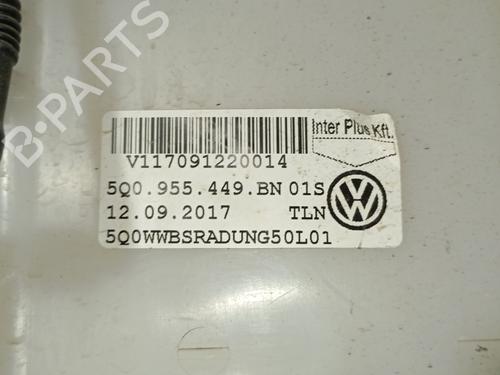 B-PARTS
Inter Plus Kft.
V117091220014
5Q0.955.449.BN 01S
12.09.2017 TLN
5Q0WWBSRADUNG50L01